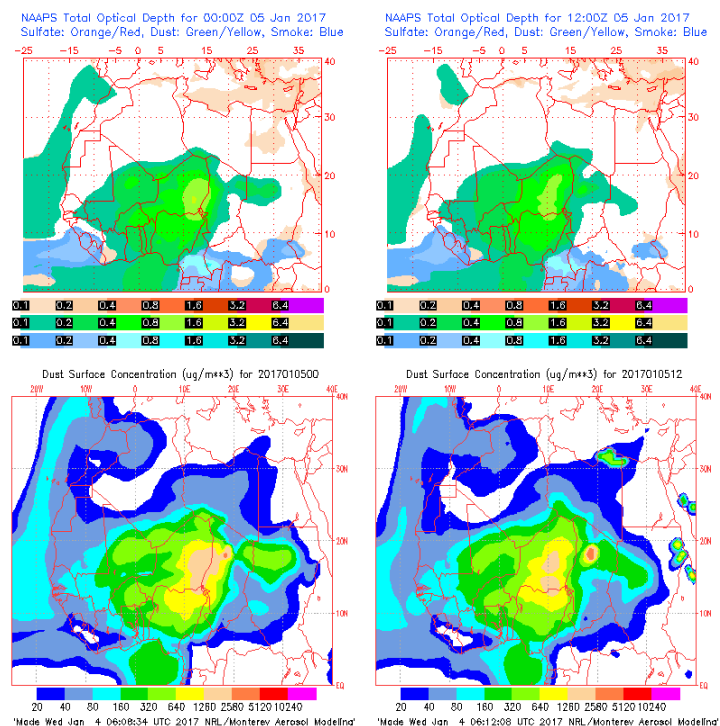 NAAPS Total Optical Depth for 00:00Z 05 Jan 2017
Sulfate: Orange/Red, Dust: Green/Yellow, Smoke: Blue
-25 -15 -5 0 5 15 25 35
40
30
20
10
0
0.1 0.2 0.4 0.8 1.6 3.2 6.4
0.1 0.2 0.4 0.8 1.6 3.2 6.4
0.1 0.2 0.4 0.8 1.6 3.2 6.4
NAAPS Total Optical Depth for 12:00Z 05 Jan 2017
Sulfate: Orange/Red, Dust: Green/Yellow, Smoke: Blue
-25 -15 -5 0 5 15 25 35
40
30
20
10
0
0.1 0.2 0.4 0.8 1.6 3.2 6.4
0.1 0.2 0.4 0.8 1.6 3.2 6.4
0.1 0.2 0.4 0.8 1.6 3.2 6.4
Dust Surface Concentration (ug/m**3) for 2017010500
20W 10W 0 10E 20E 30E 40E
40N
30N
20N
10N
EQ
20 40 80 160 320 640 1280 2580 5120 10240
'Made Wed Jan 4 06:08:34 UTC 2017 NRL/Monterey Aerosol Modeling'
Dust Surface Concentration (ug/m**3) for 2017010512
20W 10W 0 10E 20E 30E 40E
40N
30N
20N
10N
EQ
20 40 80 160 320 640 1280 2580 5120 10240
'Made Wed Jan 4 06:12:08 UTC 2017 NRL/Monterey Aerosol Modeling'